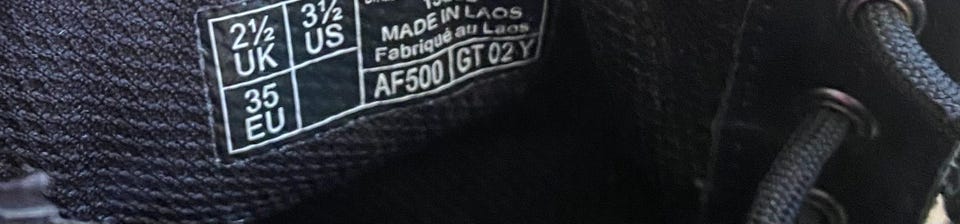 2½ UK
3½ US
35 EU
MADE IN LAOS
Fabriqué au Laos
AF500 GT 02 Y